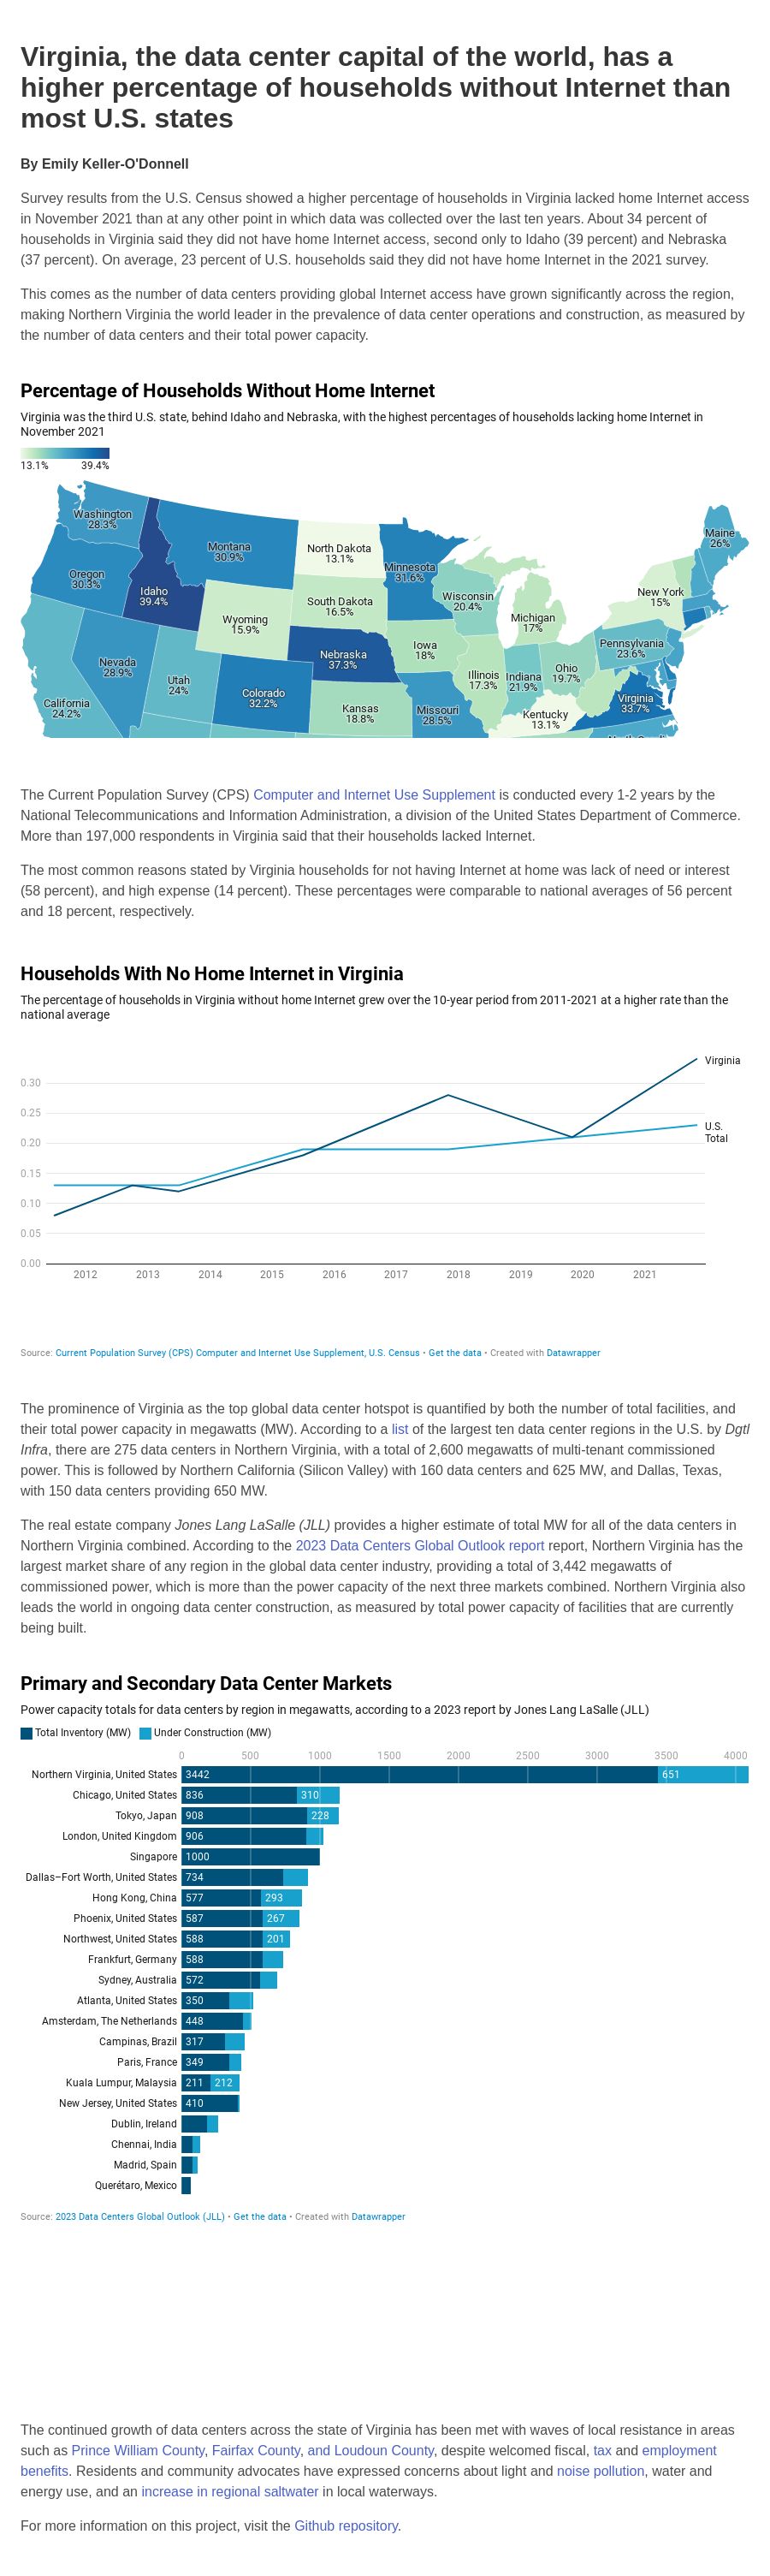 Virginia, the data center capital of the world, has a
higher percentage of households without Internet than
most U.S. states
By Emily Keller-O'Donnell
Survey results from the U.S. Census showed a higher percentage of households in Virginia lacked home Internet access
in November 2021 than at any other point in which data was collected over the last ten years. About 34 percent of
households in Virginia said they did not have home Internet access, second only to Idaho (39 percent) and Nebraska
(37 percent). On average, 23 percent of U.S. households said they did not have home Internet in the 2021 survey.
This comes as the number of data centers providing global Internet access have grown significantly across the region,
making Northern Virginia the world leader in the prevalence of data center operations and construction, as measured by
the number of data centers and their total power capacity.
Percentage of Households Without Home Internet
Virginia was the third U.S. state, behind Idaho and Nebraska, with the highest percentages of households lacking home Internet in
November 2021
13.1% 39.4%
Washington
28.3%
Montana
30.9%
North Dakota
13.1%
Minnesota
31.6%
Maine
26%
Oregon
30.3%
Idaho
39.4%
South Dakota
16.5%
Wisconsin
20.4%
New York
15%
Wyoming
15.9%
Michigan
17%
Nebraska
37.3%
Iowa
18%
Pennsylvania
23.6%
Nevada
28.9%
Utah
24%
Illinois
17.3%
Indiana
21.9%
Ohio
19.7%
California
24.2%
Colorado
32.2%
Kansas
18.8%
Missouri
28.5%
Kentucky
13.1%
Virginia
33.7%
The Current Population Survey (CPS) Computer and Internet Use Supplement is conducted every 1-2 years by the
National Telecommunications and Information Administration, a division of the United States Department of Commerce.
More than 197,000 respondents in Virginia said that their households lacked Internet.
The most common reasons stated by Virginia households for not having Internet at home was lack of need or interest
(58 percent), and high expense (14 percent). These percentages were comparable to national averages of 56 percent
and 18 percent, respectively.
Households With No Home Internet in Virginia
The percentage of households in Virginia without home Internet grew over the 10-year period from 2011-2021 at a higher rate than the
national average
Virginia
0.30
0.25
U.S.
Total
0.20
0.15
0.10
0.05
0.00
2012 2013 2014 2015 2016 2017 2018 2019 2020 2021
Source: Current Population Survey (CPS) Computer and Internet Use Supplement, U.S. Census • Get the data • Created with Datawrapper
The prominence of Virginia as the top global data center hotspot is quantified by both the number of total facilities, and
their total power capacity in megawatts (MW). According to a list of the largest ten data center regions in the U.S. by Dgtl
Infra, there are 275 data centers in Northern Virginia, with a total of 2,600 megawatts of multi-tenant commissioned
power. This is followed by Northern California (Silicon Valley) with 160 data centers and 625 MW, and Dallas, Texas,
with 150 data centers providing 650 MW.
The real estate company Jones Lang LaSalle (JLL) provides a higher estimate of total MW for all of the data centers in
Northern Virginia combined. According to the 2023 Data Centers Global Outlook report report, Northern Virginia has the
largest market share of any region in the global data center industry, providing a total of 3,442 megawatts of
commissioned power, which is more than the power capacity of the next three markets combined. Northern Virginia also
leads the world in ongoing data center construction, as measured by total power capacity of facilities that are currently
being built.
Primary and Secondary Data Center Markets
Power capacity totals for data centers by region in megawatts, according to a 2023 report by Jones Lang LaSalle (JLL)
Total Inventory (MW) Under Construction (MW)
0 500 1000 1500 2000 2500 3000 3500 4000
Northern Virginia, United States 3442 651
Chicago, United States 836 310
Tokyo, Japan 908 228
London, United Kingdom 906
Singapore 1000
Dallas–Fort Worth, United States 734
Hong Kong, China 577 293
Phoenix, United States 587 267
Northwest, United States 588 201
Frankfurt, Germany 588
Sydney, Australia 572
Atlanta, United States 350
Amsterdam, The Netherlands 448
Campinas, Brazil 317
Paris, France 349
Kuala Lumpur, Malaysia 211 212
New Jersey, United States 410
Dublin, Ireland
Chennai, India
Madrid, Spain
Querétaro, Mexico
Source: 2023 Data Centers Global Outlook (JLL) • Get the data • Created with Datawrapper
The continued growth of data centers across the state of Virginia has been met with waves of local resistance in areas
such as Prince William County, Fairfax County, and Loudoun County, despite welcomed fiscal, tax and employment
benefits. Residents and community advocates have expressed concerns about light and noise pollution, water and
energy use, and an increase in regional saltwater in local waterways.
For more information on this project, visit the Github repository.